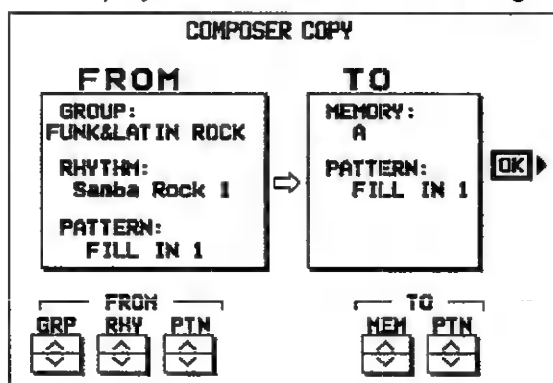 COMPOSER COPY
FROM
GROUP:
FUNK&LATIN ROCK
RHYTHM:
Samba Rock 1
PATTERN:
FILL IN 1
TO
MEMORY:
A
PATTERN:
FILL IN 1
OK
FROM
GRP RHY PTN
TO
MEM PTN